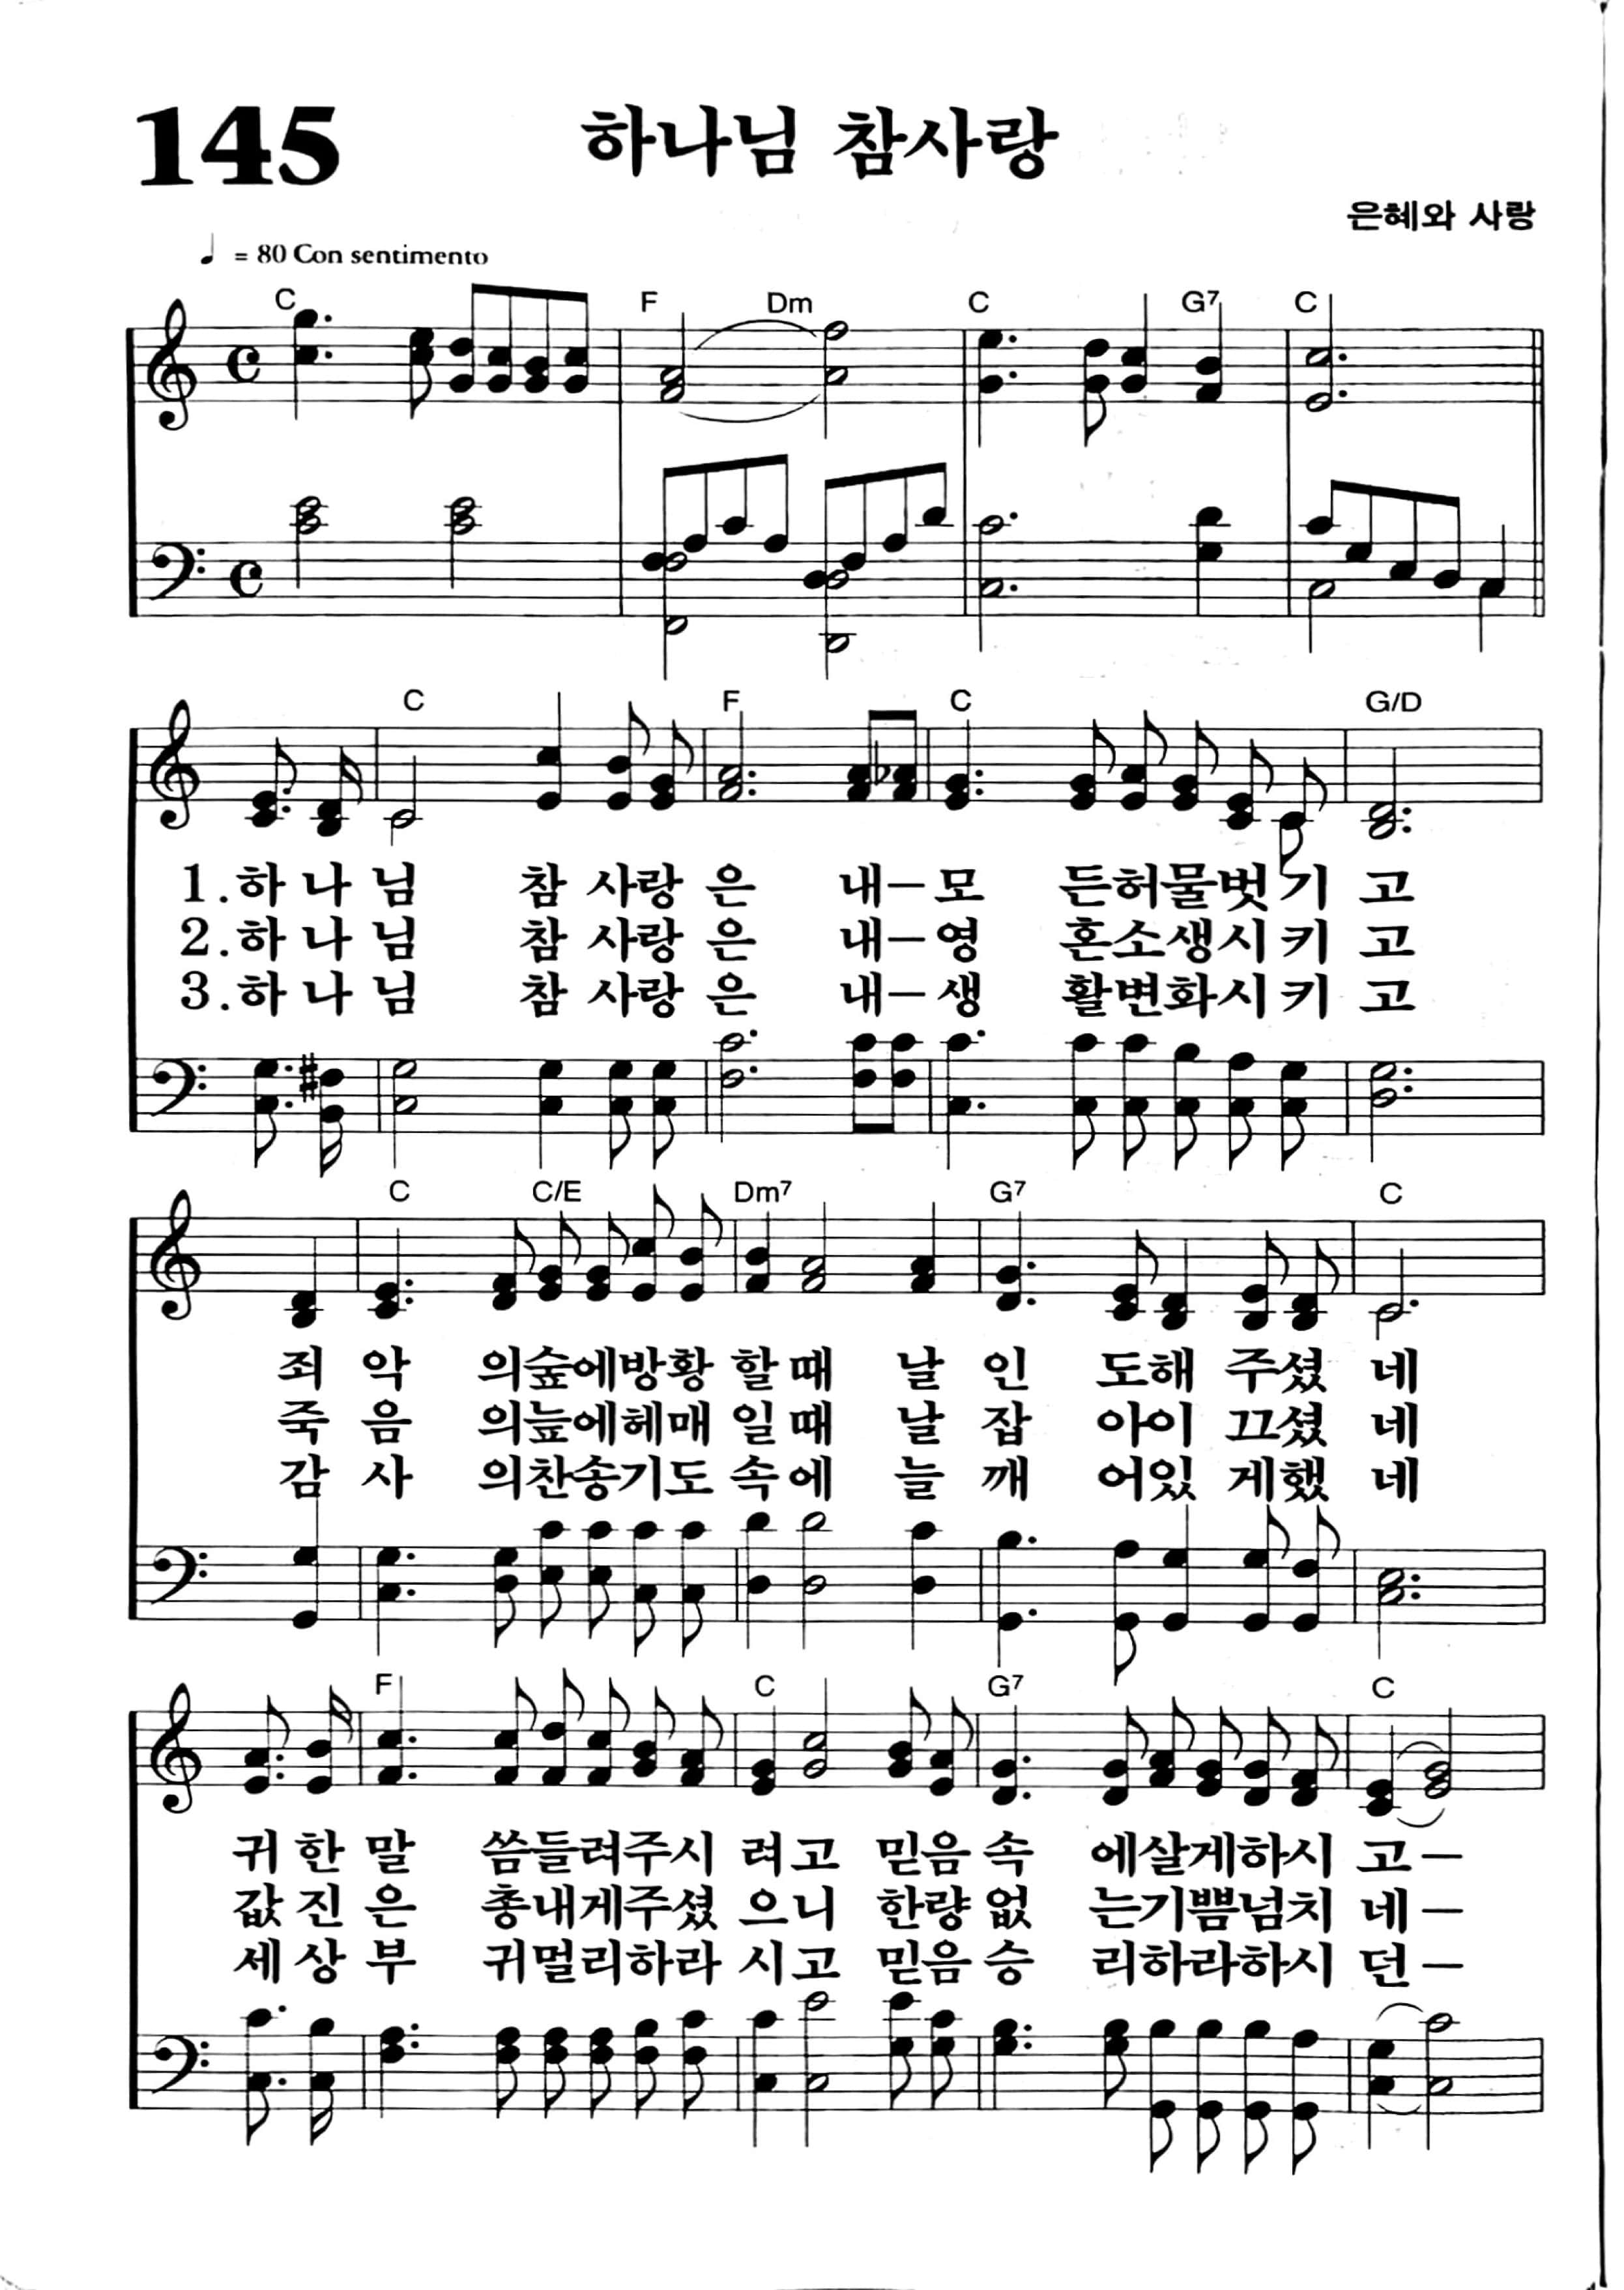 145
하나님 참사랑
은혜와 사랑
♩ = 80 Con sentimento
C F Dm C G7 C
C F C G/D
1.하 나 님 참 사랑 은 내– 모 든허물벗 기 고
2.하 나 님 참 사랑 은 내– 영 혼소생시 키 고
3.하 나 님 참 사랑 은 내– 생 활변화시 키 고
C C/E Dm7 G7 C
죄 악 의숲에방황 할 때 날 인 도해 주셨 네
죽 음 의늪에헤매 일 때 날 잡 아이 끄셨 네
감 사 의찬송기도 속 에 늘 깨 어있 게했 네
F C G7 C
귀 한 말 씀들려주시 려 고 믿음 속 에살게하시 고–
값 진 은 총내게주셨 으 니 한량 없 는기쁨넘치 네–
세 상 부 귀멀리하라 시 고 믿음 승 리하라하시 던–